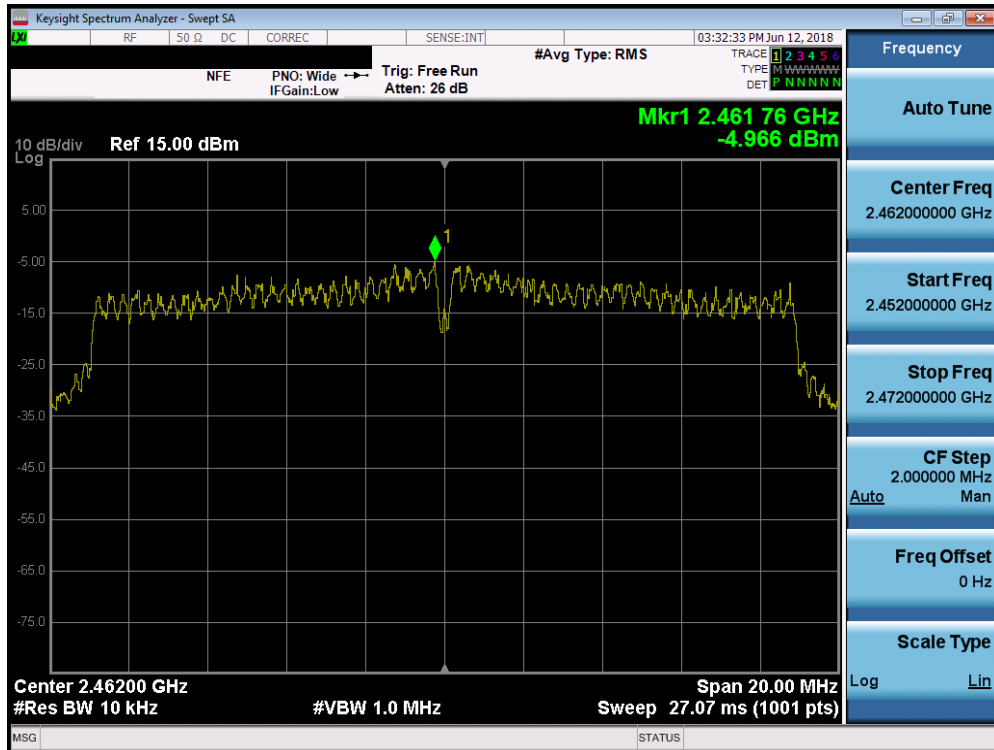 Keysight Spectrum Analyzer - Swept SA
LXI RF 50 Ω DC CORREC SENSE:INT 03:32:33 PM Jun 12, 2018
NFE PNO: Wide Trig: Free Run #Avg Type: RMS TRACE 1 2 3 4 5 6
IFGain:Low Atten: 26 dB TYPE M W W W W W
DET P N N N N N
Mkr1 2.461 76 GHz
-4.966 dBm
10 dB/div Ref 15.00 dBm
Log
5.00
1
-5.00
-15.0
-25.0
-35.0
-45.0
-55.0
-65.0
-75.0
Center 2.46200 GHz Span 20.00 MHz
#Res BW 10 kHz #VBW 1.0 MHz Sweep 27.07 ms (1001 pts)
MSG STATUS
Frequency
Auto Tune
Center Freq
2.462000000 GHz
Start Freq
2.452000000 GHz
Stop Freq
2.472000000 GHz
CF Step
2.000000 MHz
Auto Man
Freq Offset
0 Hz
Scale Type
Log Lin